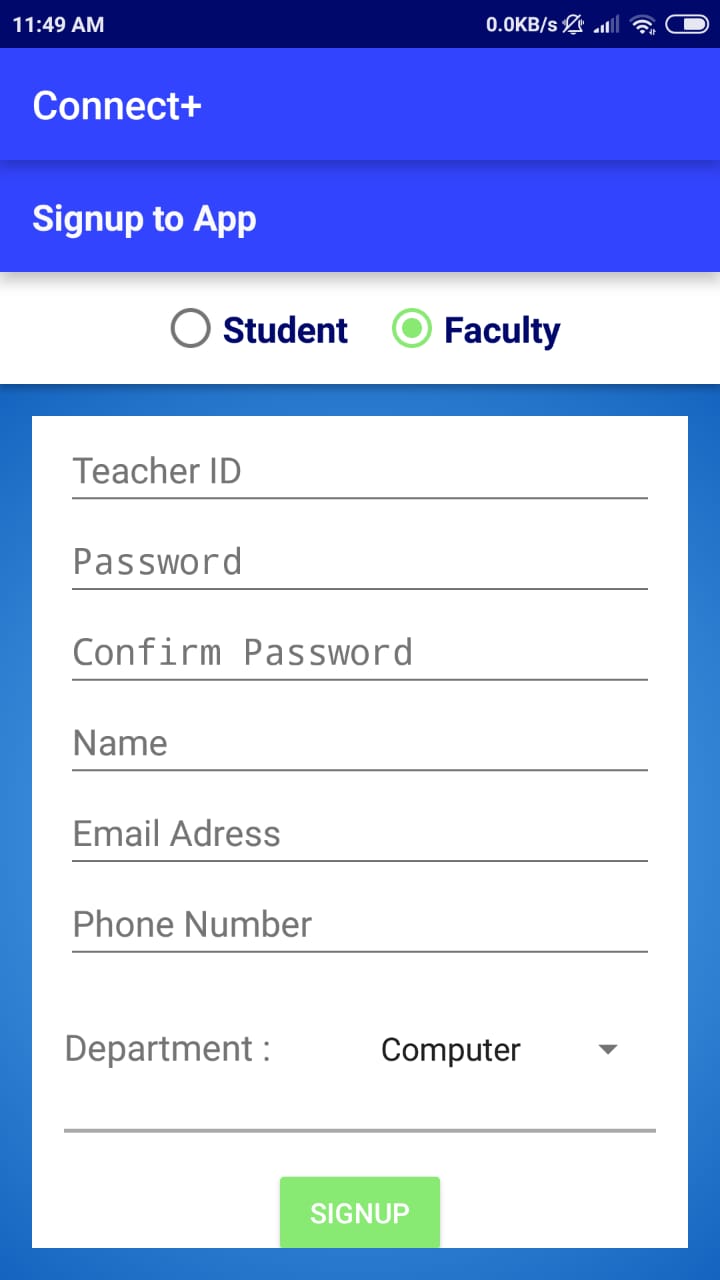 11:49 AM 0.0KB/s
Connect+
Signup to App
Student Faculty
Teacher ID
Password
Confirm Password
Name
Email Adress
Phone Number
Department : Computer
SIGNUP